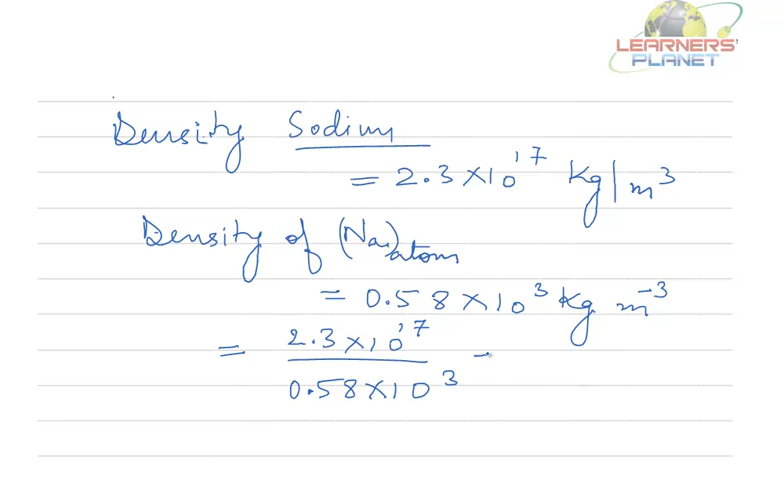 LEARNERS'
PLANET
Density Sodium
= 2.3×10¹⁷ Kg/m³
Density of (Na)atom
= 0.58×10³ Kg m⁻³
= 2.3×10¹⁷
0.58×10³